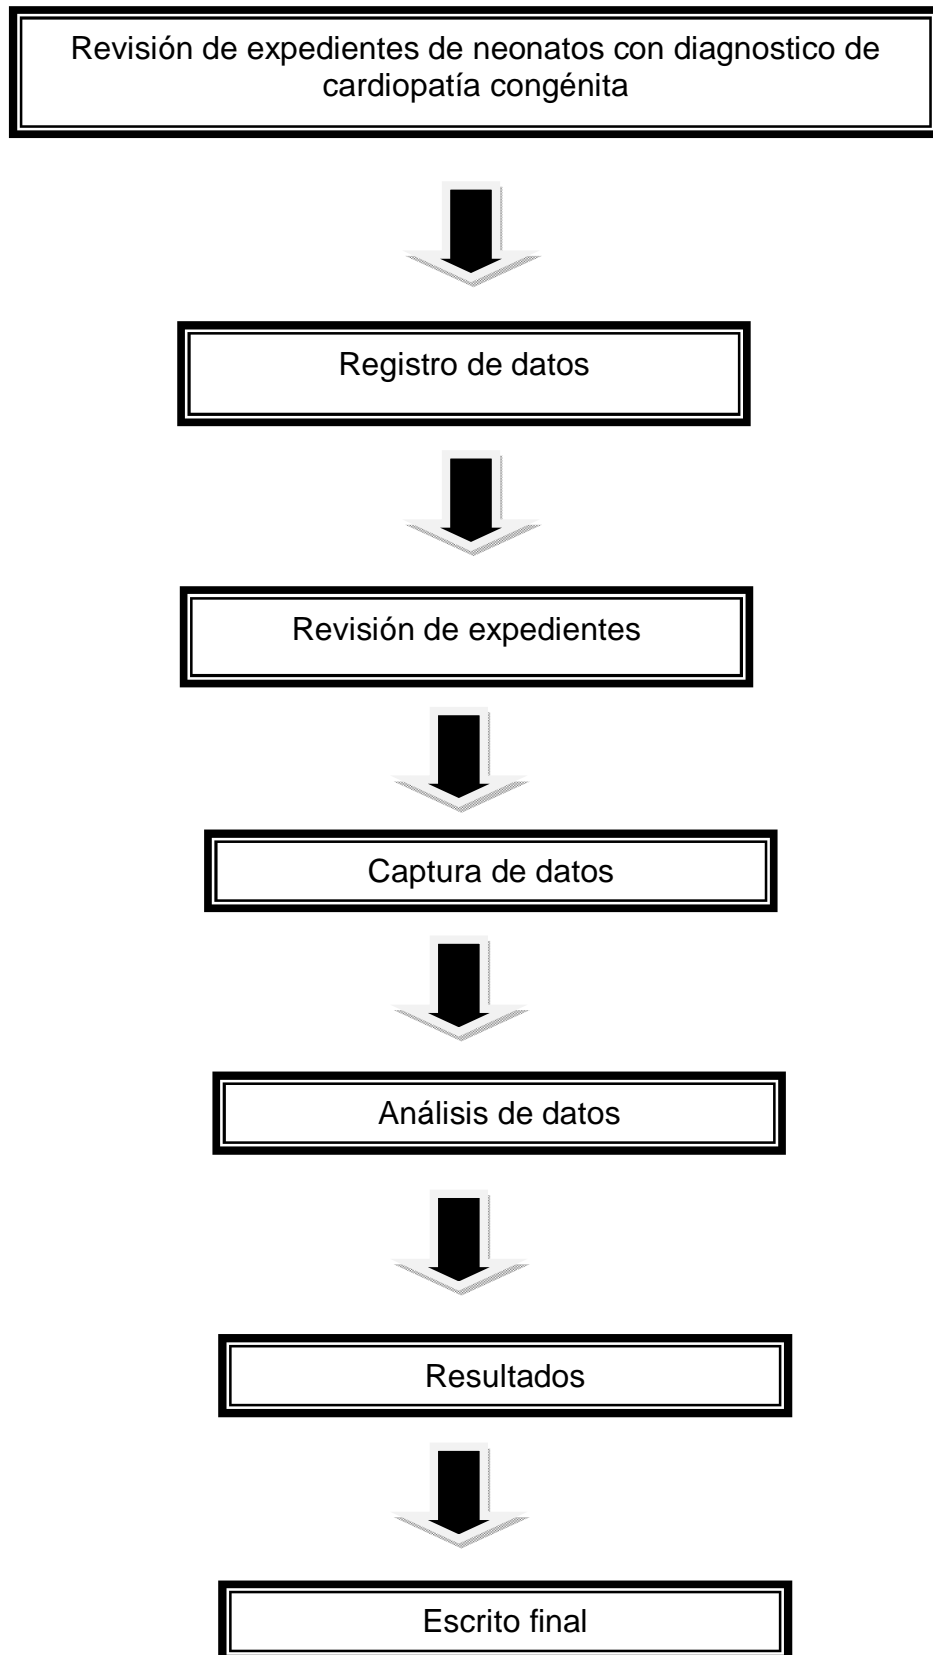 Revisión de expedientes de neonatos con diagnostico de
cardiopatía congénita
Registro de datos
Revisión de expedientes
Captura de datos
Análisis de datos
Resultados
Escrito final